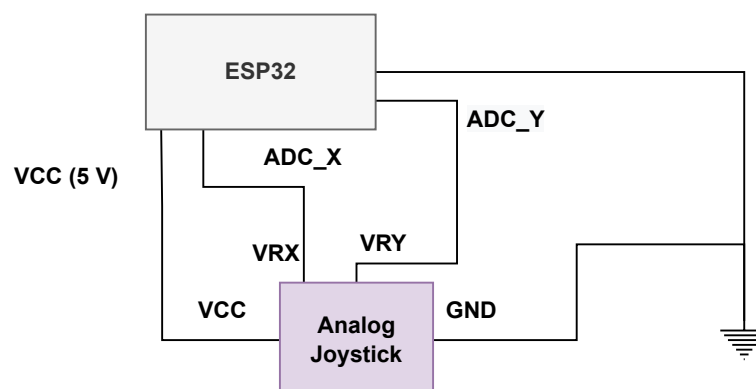 ESP32
ADC_Y
ADC_X
VCC (5 V)
VRX
VRY
VCC
GND
Analog
Joystick